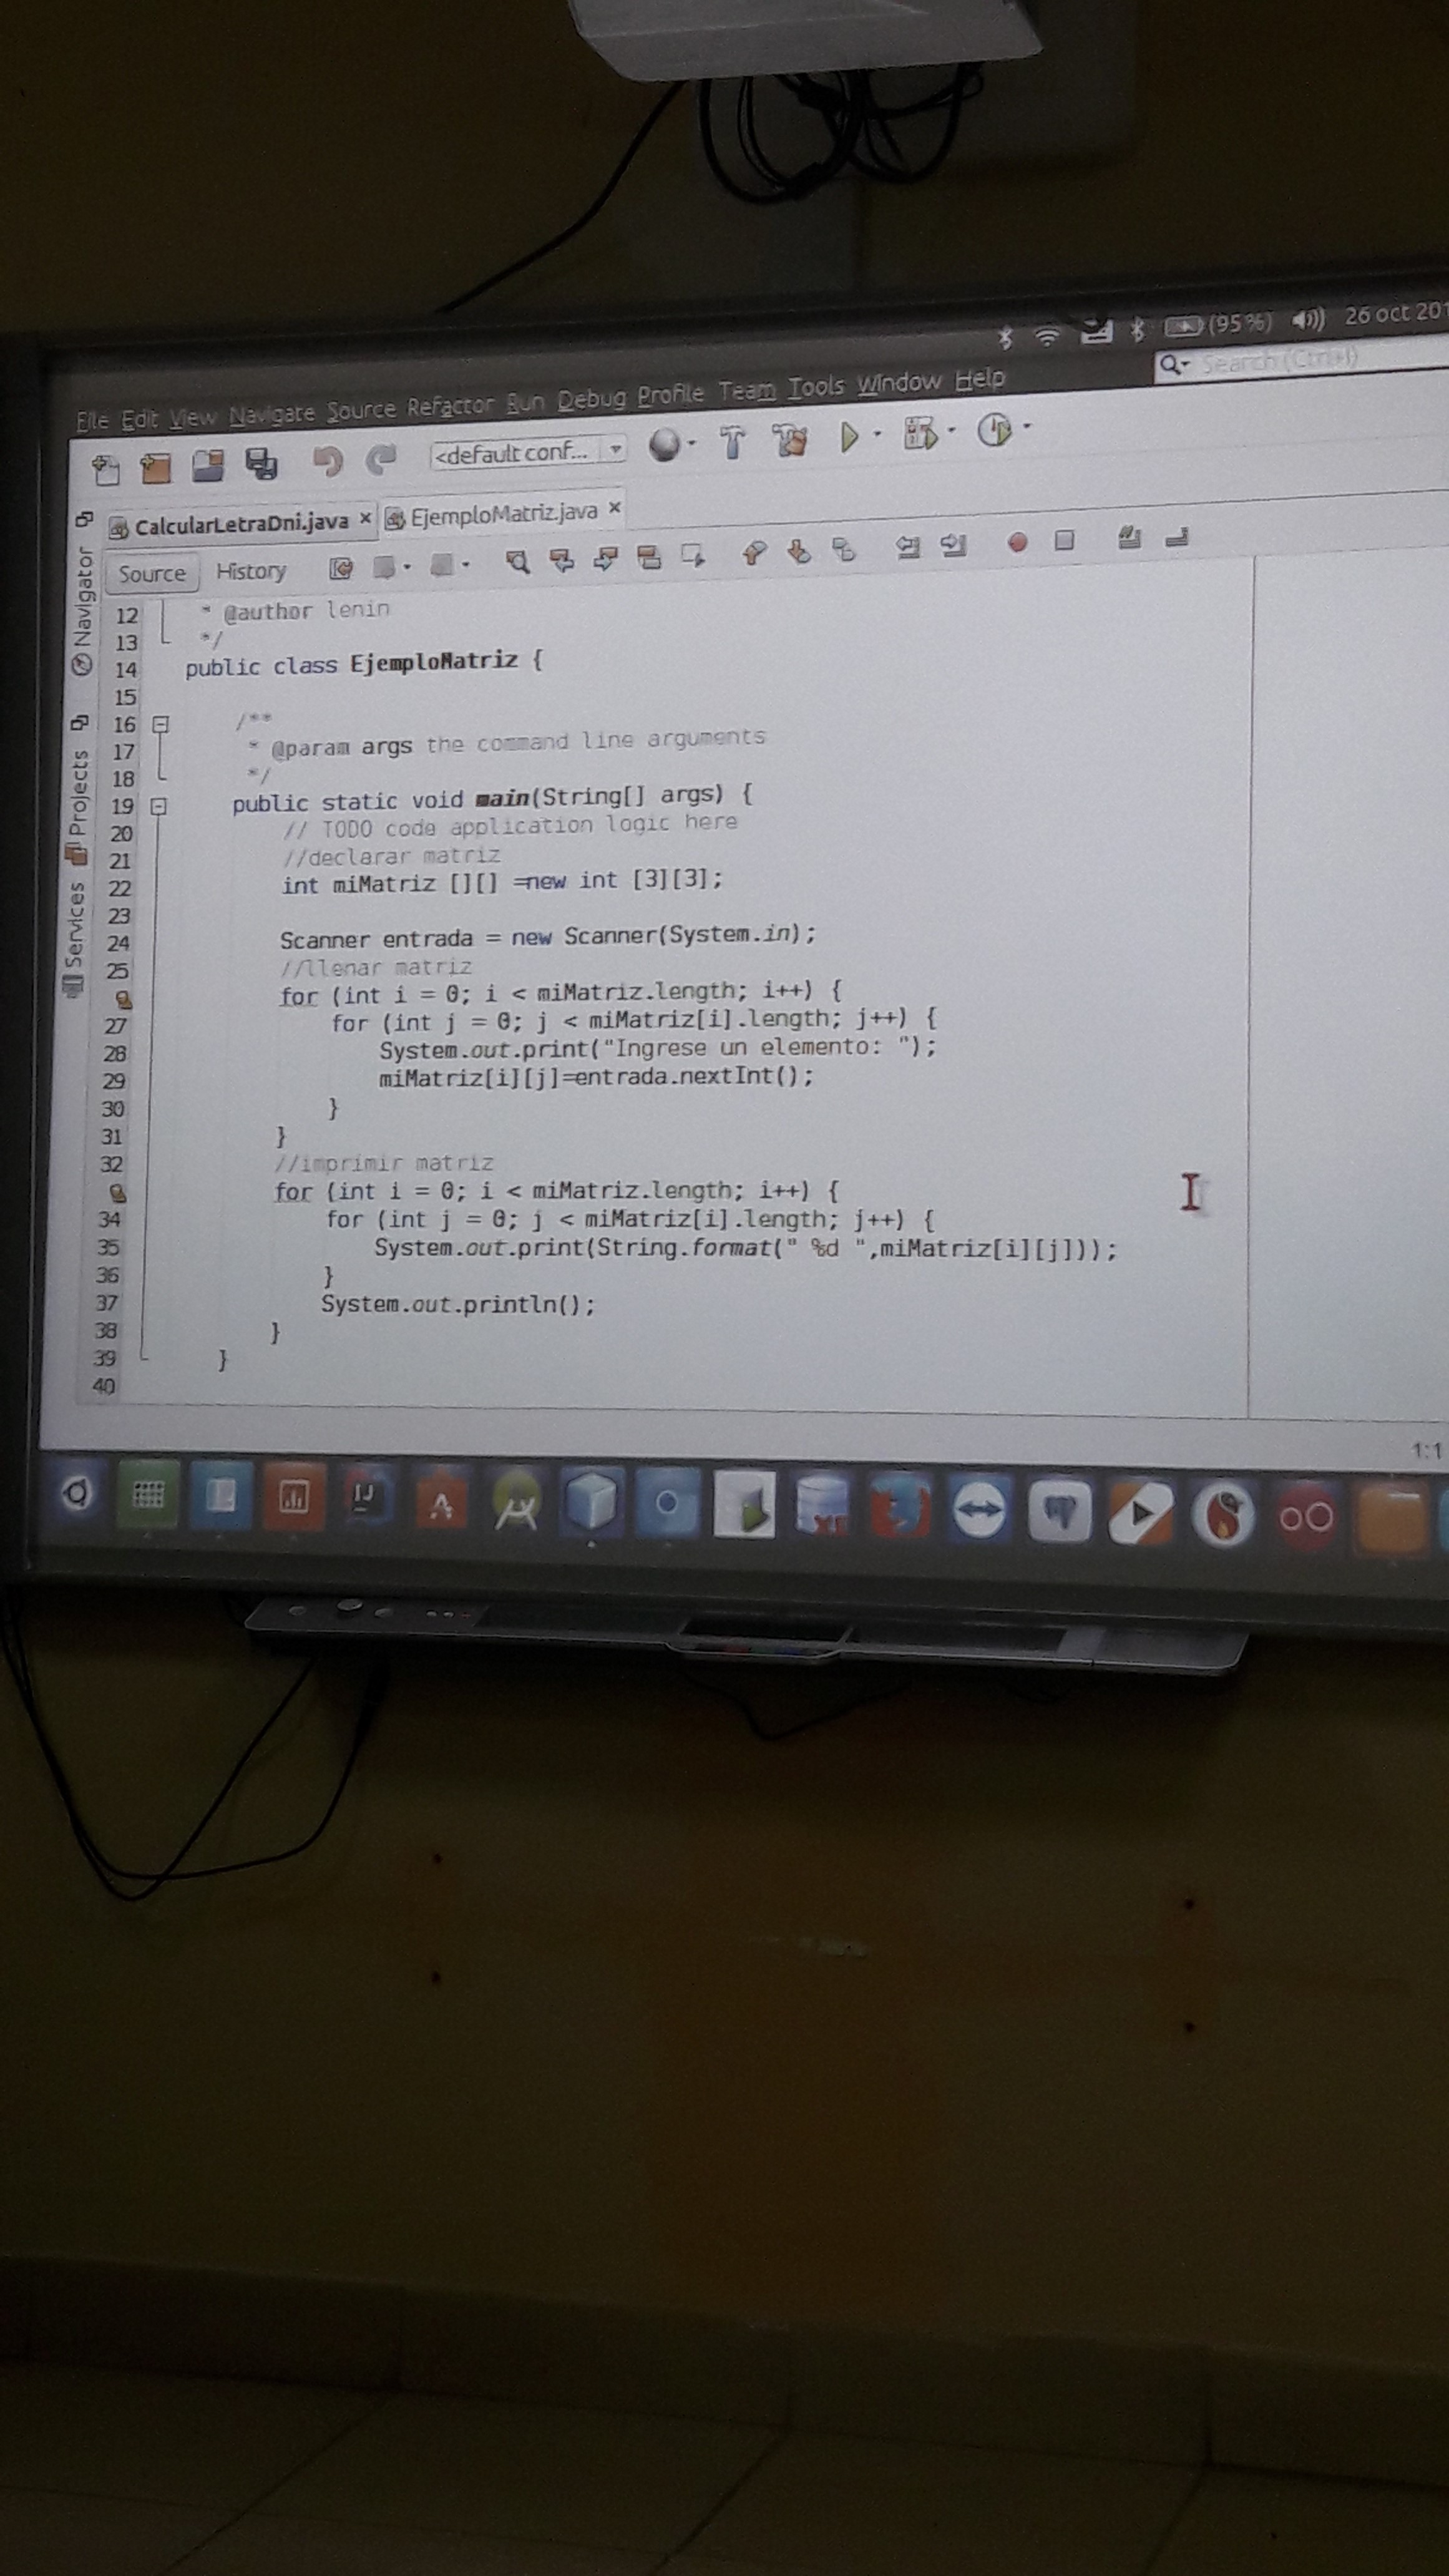 (95%) 26 oct 201
File Edit View Navigate Source Refactor Run Debug Profile Team Tools Window Help
Search (Ctrl+I)
<default conf...
CalcularLetraDni.java × EjemploMatriz.java ×
Source History
Navigator
Projects
Services
12 * @author lenin
13 */
14 public class EjemploMatriz {
15
16 /**
17 * @param args the command line arguments
18 */
19 public static void main(String[] args) {
20 // TODO code application logic here
21 //declarar matriz
22 int miMatriz [][] =new int [3][3];
23
24 Scanner entrada = new Scanner(System.in);
25 //llenar matriz
for (int i = 0; i < miMatriz.length; i++) {
27 for (int j = 0; j < miMatriz[i].length; j++) {
28 System.out.print("Ingrese un elemento: ");
29 miMatriz[i][j]=entrada.nextInt();
30 }
31 }
32 //imprimir matriz
for (int i = 0; i < miMatriz.length; i++) {
34 for (int j = 0; j < miMatriz[i].length; j++) {
35 System.out.print(String.format(" %d ",miMatriz[i][j]));
36 }
37 System.out.println();
38 }
39 }
40
1:1
IJ